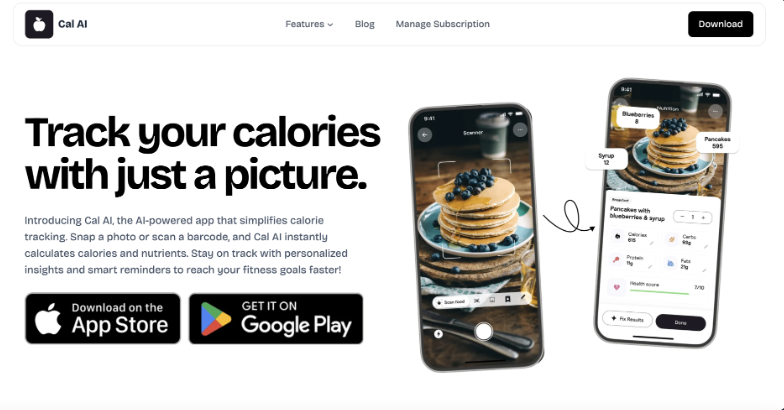 Cal AI
Features
Blog
Manage Subscription
Download
Track your calories
with just a picture.
Introducing Cal AI, the AI-powered app that simplifies calorie
tracking. Snap a photo or scan a barcode, and Cal AI instantly
calculates calories and nutrients. Stay on track with personalized
insights and smart reminders to reach your fitness goals faster!
Download on the
App Store
GET IT ON
Google Play
9:41
Scanner
Scan food
9:41
Nutrition
Blueberries
8
Pancakes
595
Syrup
12
Breakfast
Pancakes with
blueberries & syrup
1
Calories
615
Carbs
93g
Protein
11g
Fats
21g
Health score
7/10
Fix Results
Done